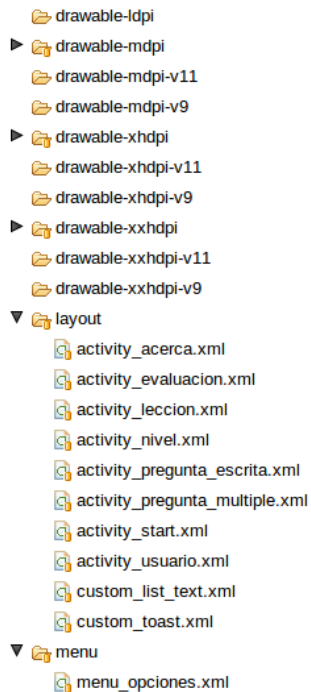 drawable-ldpi
drawable-mdpi
drawable-mdpi-v11
drawable-mdpi-v9
drawable-xhdpi
drawable-xhdpi-v11
drawable-xhdpi-v9
drawable-xxhdpi
drawable-xxhdpi-v11
drawable-xxhdpi-v9
layout
activity_acerca.xml
activity_evaluacion.xml
activity_leccion.xml
activity_nivel.xml
activity_pregunta_escrita.xml
activity_pregunta_multiple.xml
activity_start.xml
activity_usuario.xml
custom_list_text.xml
custom_toast.xml
menu
menu_opciones.xml